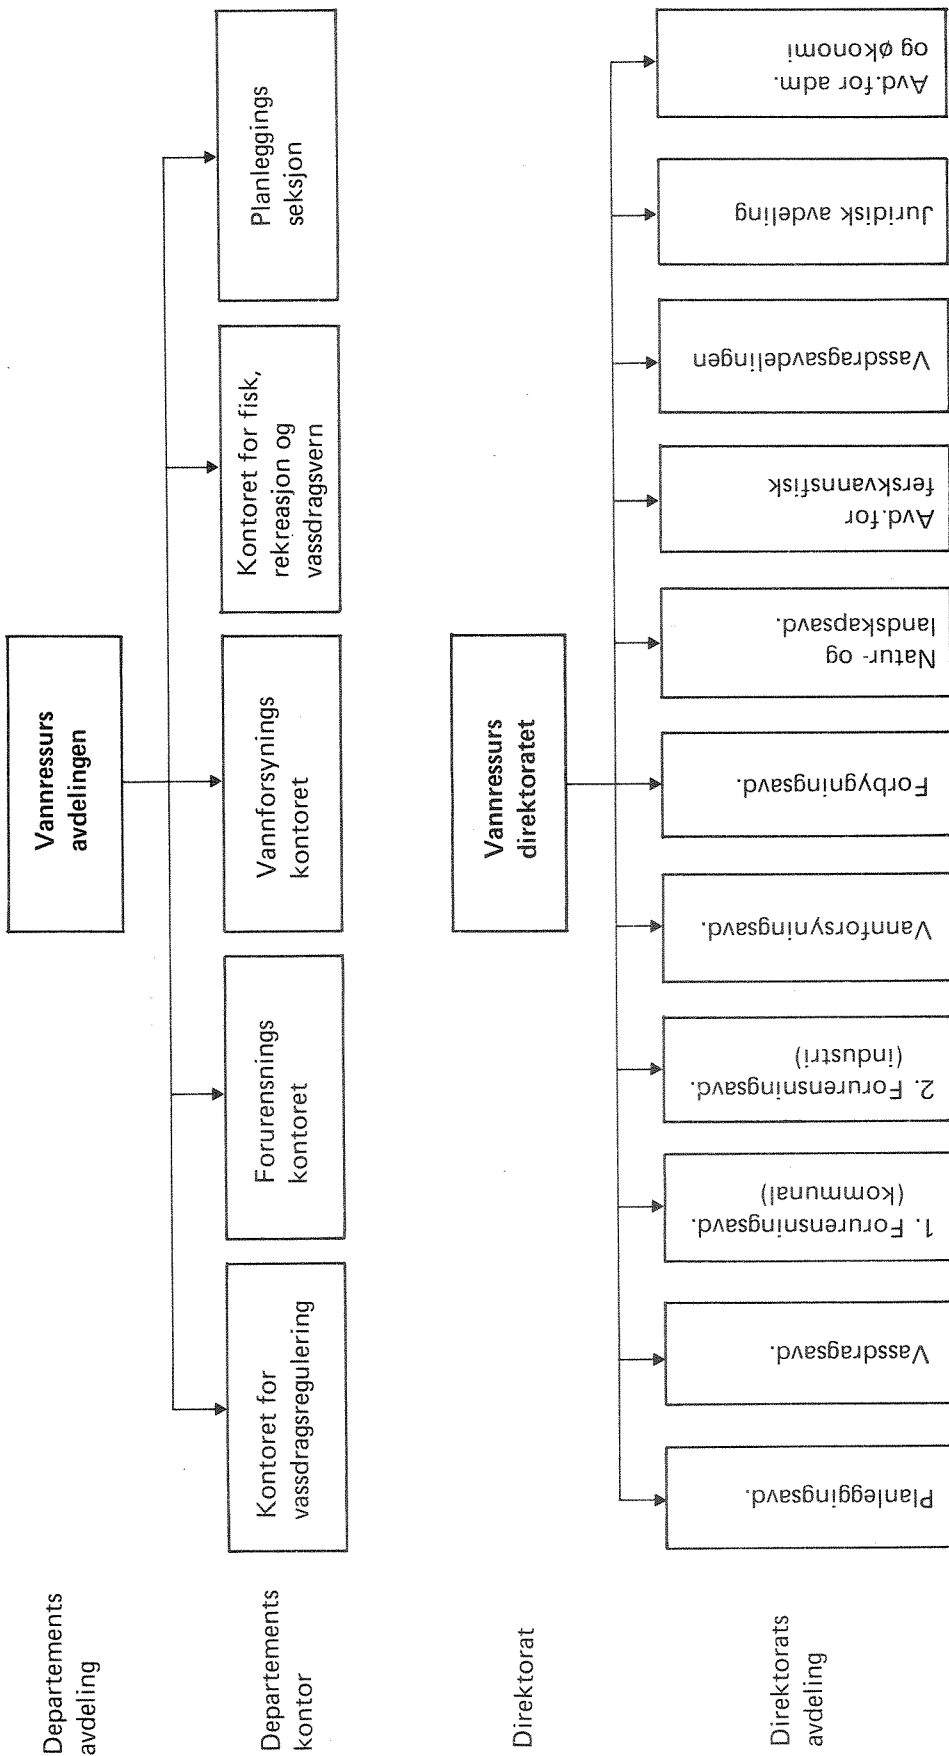 Departements
avdeling
Vannressurs
avdelingen
Departements
kontor
Kontoret for
vassdragsregulering
Forurensnings
kontoret
Vannforsynings
kontoret
Kontoret for fisk,
rekreasjon og
vassdragsvern
Planleggings
seksjon
Direktorat
Vannressurs
direktoratet
Direktorats
avdeling
Planleggingsavd.
Vassdragsavd.
1. Forurensningsavd.
(kommunal)
2. Forurensningsavd.
(industri)
Vannforsyningsavd.
Forbygningsavd.
Natur- og
landskapsavd.
Avd.for
ferskvannsfisk
Vassdragsavdelingen
Juridisk avdeling
Avd.for adm.
og økonomi